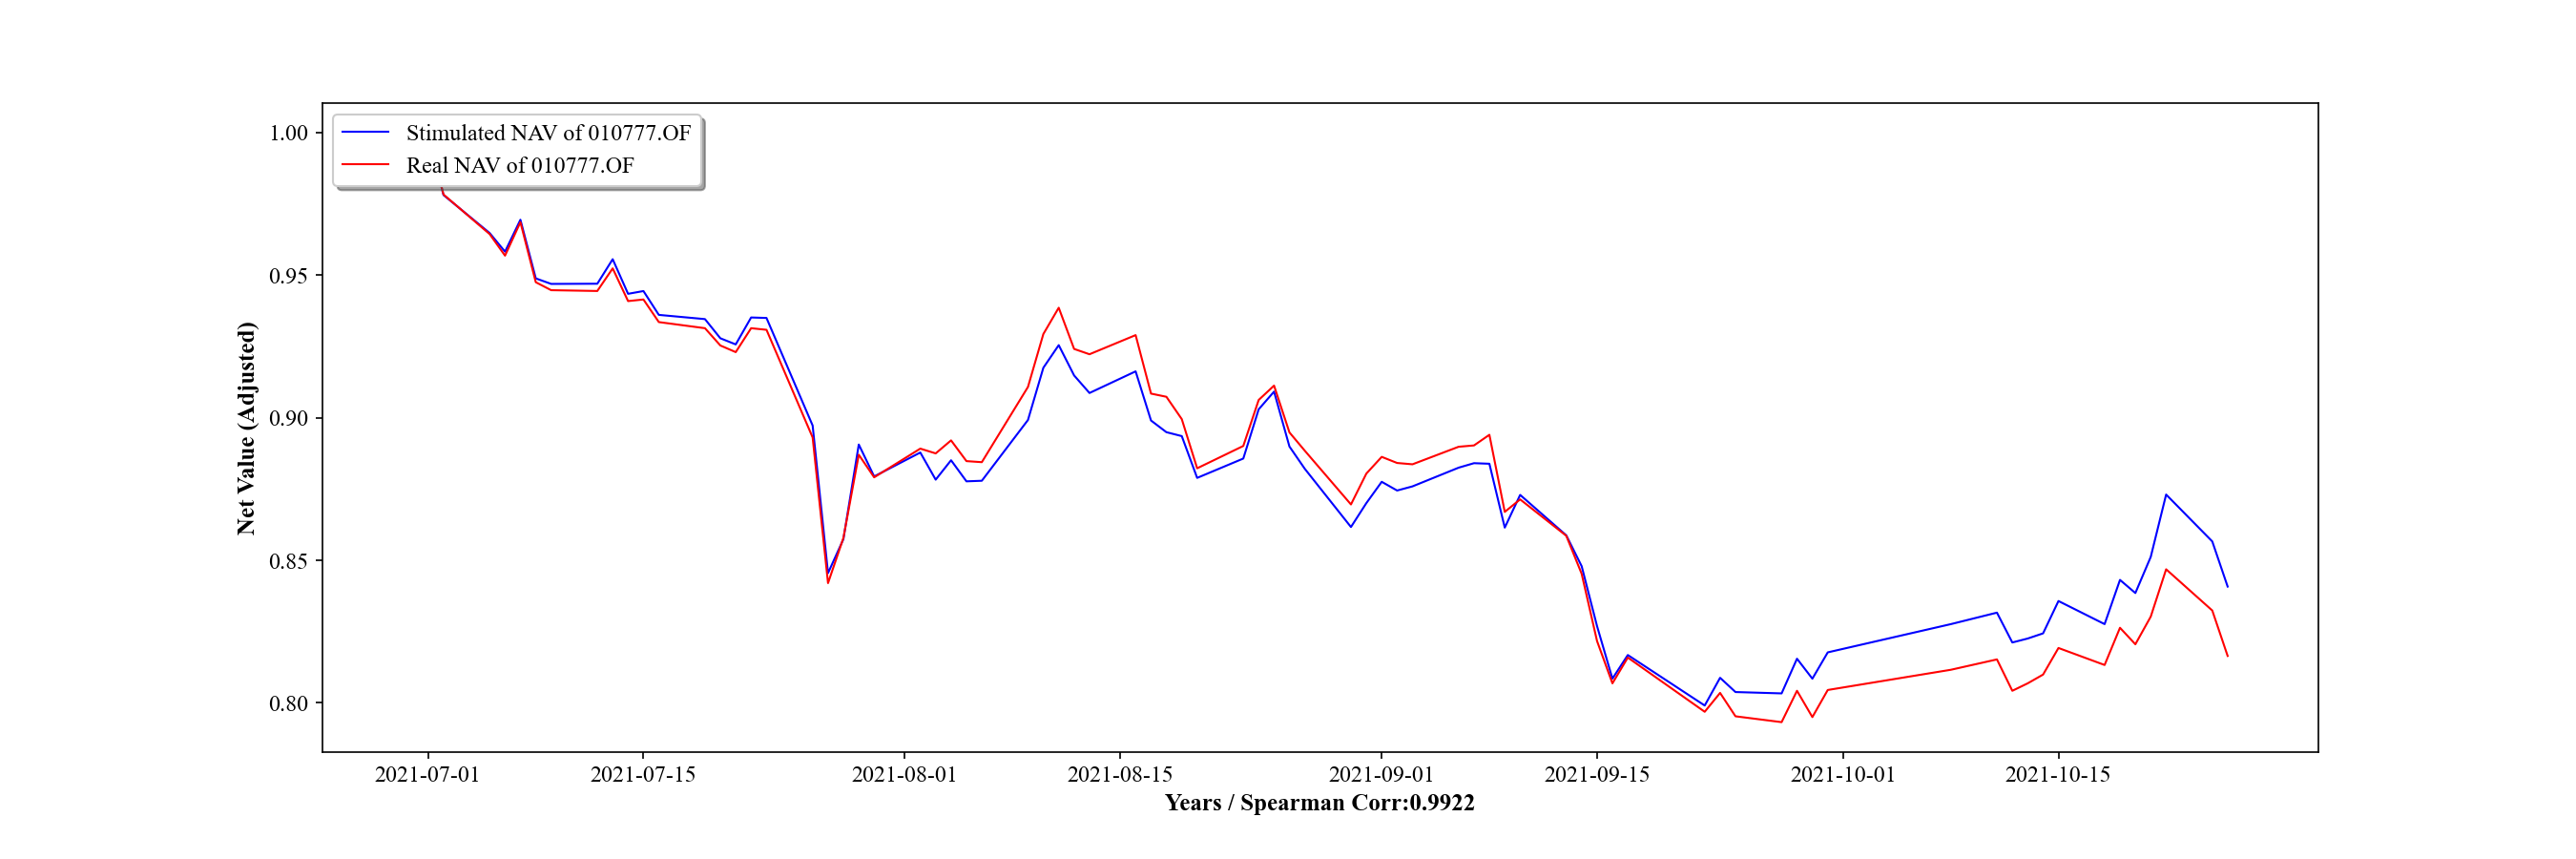 Stimulated NAV of 010777.OF
Real NAV of 010777.OF
1.00
0.95
0.90
0.85
0.80
Net Value (Adjusted)
2021-07-01 2021-07-15 2021-08-01 2021-08-15 2021-09-01 2021-09-15 2021-10-01 2021-10-15
Years / Spearman Corr:0.9922